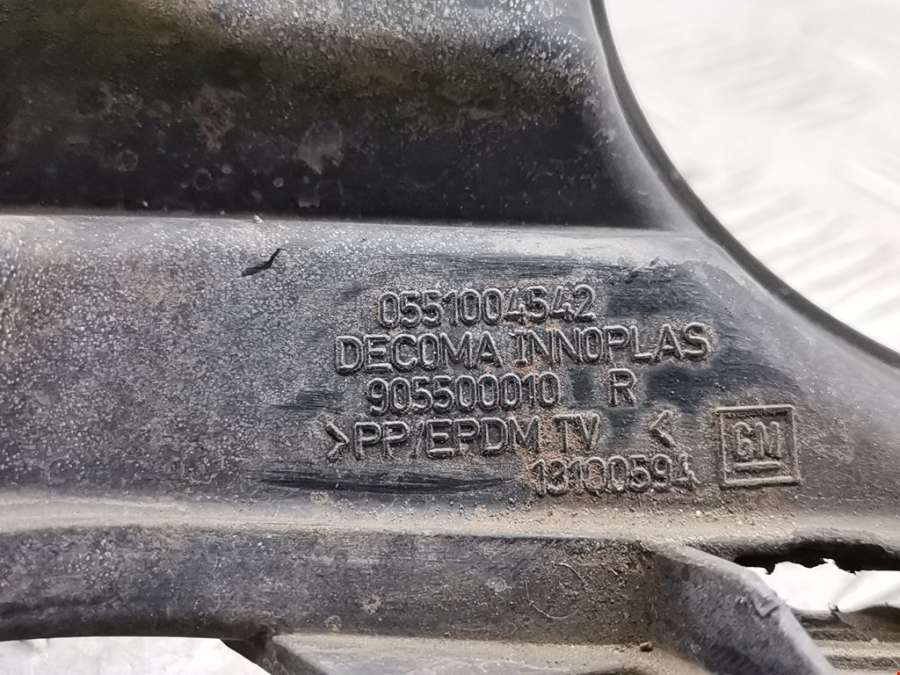 0551004542
DECOMA INNOPLAS
905500010 R
>PP/EPDM TV <
13100594
GM